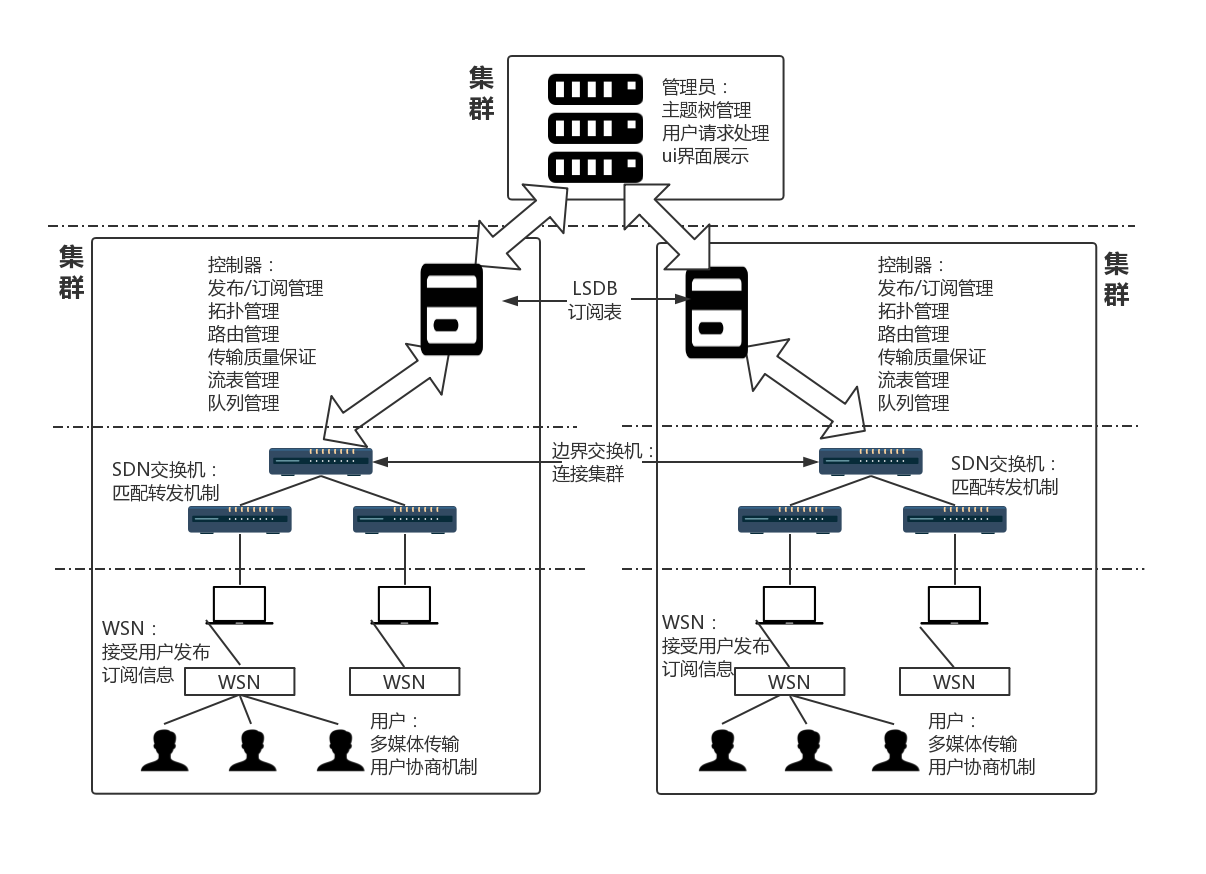 集
群
管理员：
主题树管理
用户请求处理
ui界面展示
集
群
控制器：
发布/订阅管理
拓扑管理
路由管理
传输质量保证
流表管理
队列管理
LSDB
订阅表
控制器：
发布/订阅管理
拓扑管理
路由管理
传输质量保证
流表管理
队列管理
集
群
SDN交换机：
匹配转发机制
边界交换机：
连接集群
SDN交换机：
匹配转发机制
WSN：
接受用户发布
订阅信息
WSN
WSN
用户：
多媒体传输
用户协商机制
WSN：
接受用户发布
订阅信息
WSN
WSN
用户：
多媒体传输
用户协商机制